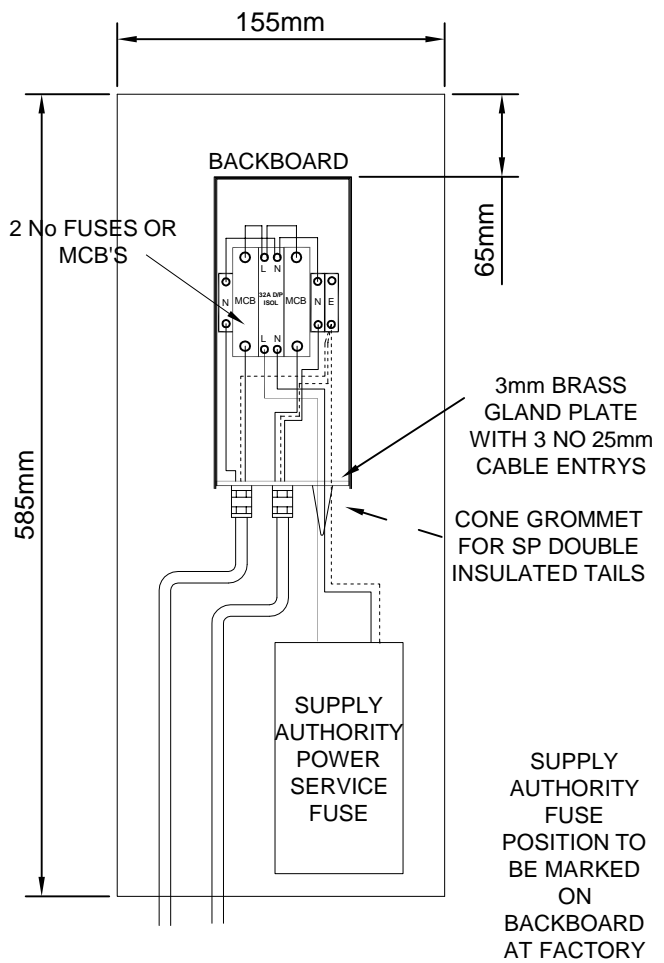 155mm
BACKBOARD
65mm
2 No FUSES OR
MCB'S
L N
N
MCB
32A D/P
ISOL
MCB
N
E
L N
585mm
3mm BRASS
GLAND PLATE
WITH 3 NO 25mm
CABLE ENTRYS
CONE GROMMET
FOR SP DOUBLE
INSULATED TAILS
SUPPLY
AUTHORITY
POWER
SERVICE
FUSE
SUPPLY
AUTHORITY
FUSE
POSITION TO
BE MARKED
ON
BACKBOARD
AT FACTORY